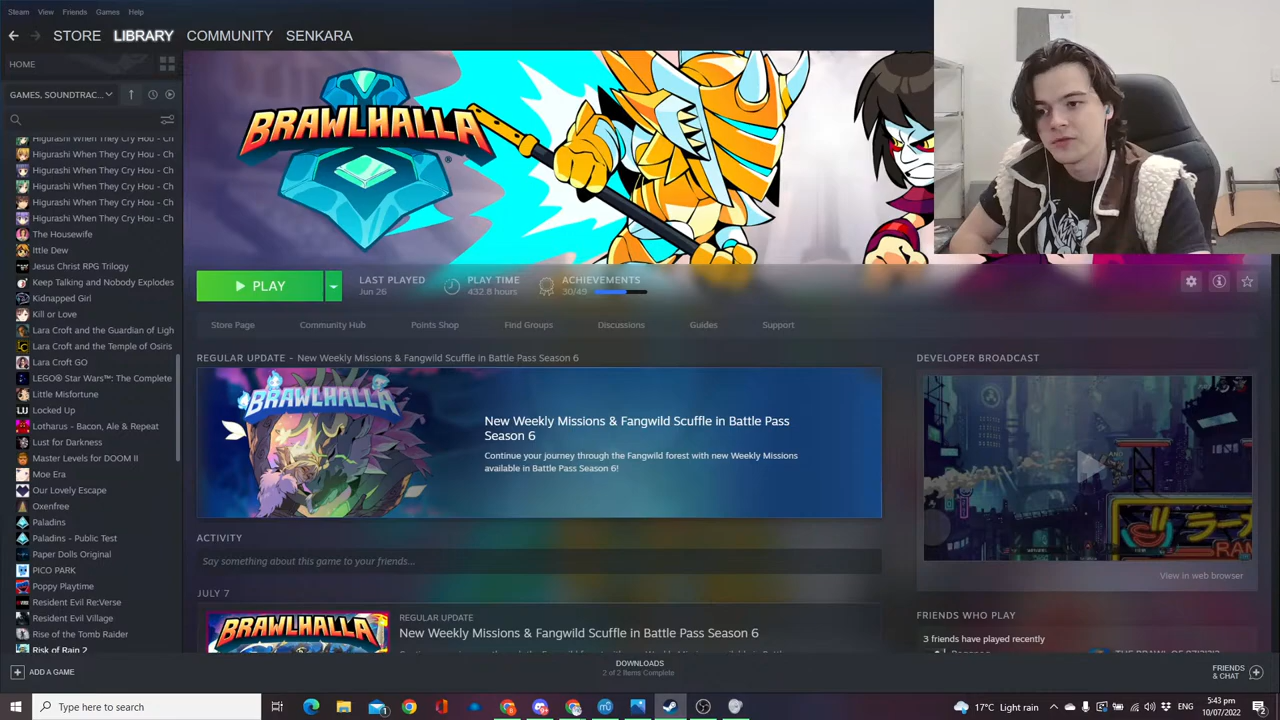 Steam View Friends Games Help
STORE LIBRARY COMMUNITY SENKARA
HOME
GAMES, SOUNDTRAC...
Higurashi When They Cry Hou - Ch
Higurashi When They Cry Hou - Ch
Higurashi When They Cry Hou - Ch
Higurashi When They Cry Hou - Ch
Higurashi When They Cry Hou - Ch
Higurashi When They Cry Hou - Ch
The Housewife
Ittle Dew
Jesus Christ RPG Trilogy
Keep Talking and Nobody Explodes
Kidnapped Girl
Kill or Love
Lara Croft and the Guardian of Ligh
Lara Croft and the Temple of Osiris
Lara Croft GO
LEGO® Star Wars™: The Complete
Little Misfortune
LU Locked Up
Lotharus - Bacon, Ale & Repeat
Lust for Darkness
Master Levels for DOOM II
Moe Era
Our Lovely Escape
Oxenfree
Paladins
Paladins - Public Test
Paper Dolls Original
PICO PARK
Poppy Playtime
Resident Evil Re:Verse
Resident Evil Village
Rise of the Tomb Raider
Risk of Rain 2
ADD A GAME
BRAWLHALLA®
PLAY
LAST PLAYED
Jun 26
PLAY TIME
432.8 hours
ACHIEVEMENTS
30/49
Store Page Community Hub Points Shop Find Groups Discussions Guides Support
REGULAR UPDATE - New Weekly Missions & Fangwild Scuffle in Battle Pass Season 6
BRAWLHALLA
New Weekly Missions & Fangwild Scuffle in Battle Pass
Season 6
Continue your journey through the Fangwild forest with new Weekly Missions
available in Battle Pass Season 6!
ACTIVITY
Say something about this game to your friends...
JULY 7
BRAWLHALLA
REGULAR UPDATE
New Weekly Missions & Fangwild Scuffle in Battle Pass Season 6
DEVELOPER BROADCAST
ラー
RAM
View in web browser
FRIENDS WHO PLAY
3 friends have played recently
DOWNLOADS
2 of 2 Items Complete
FRIENDS
& CHAT
Type here to search
17°C Light rain
5:43 pm
10/07/2022